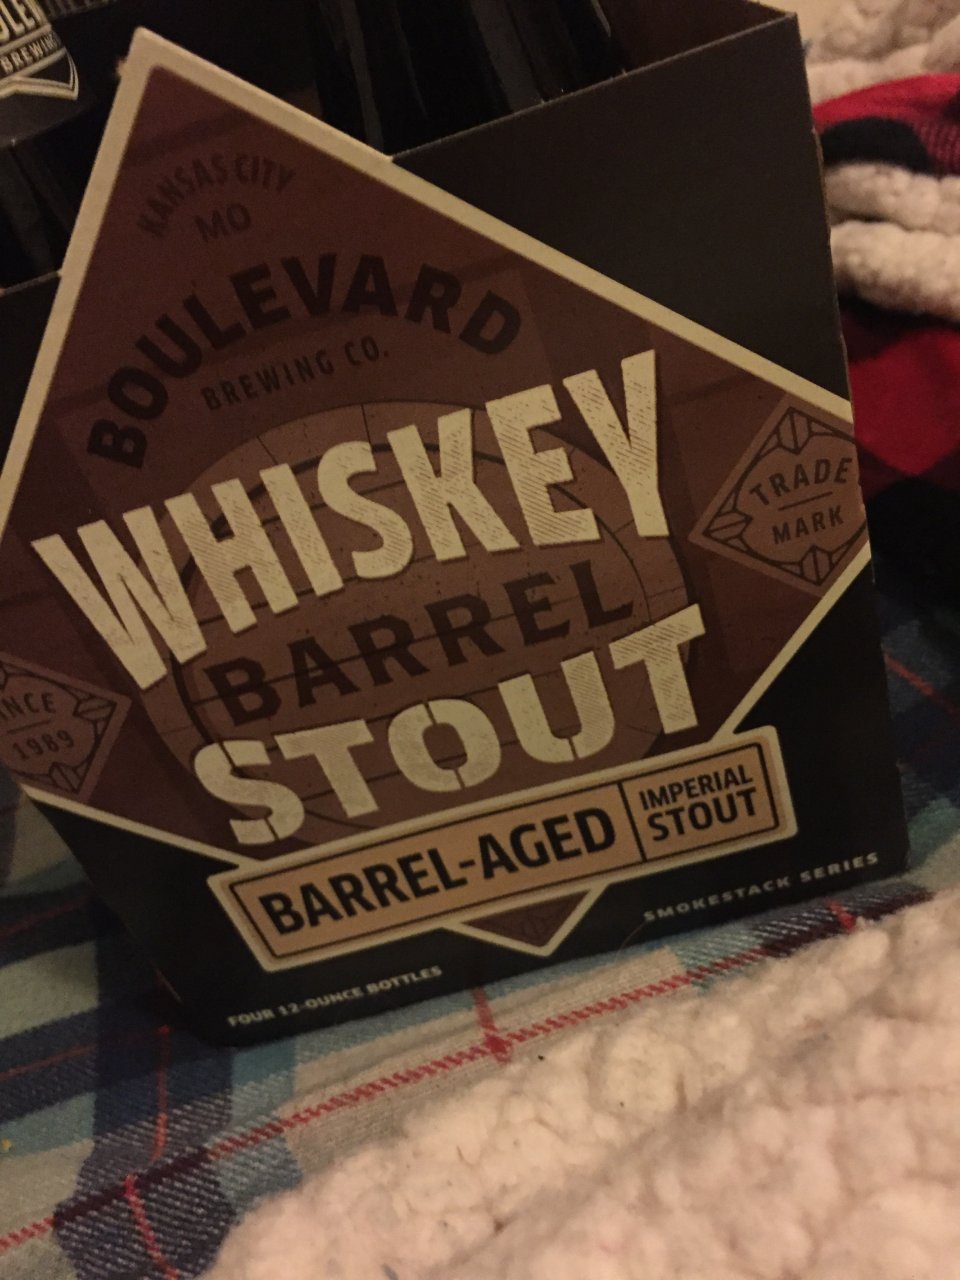 BREWING
KANSAS CITY
MO
BOULEVARD
BREWING CO.
WHISKEY
BARREL
STOUT
TRADE
MARK
1989
BARREL-AGED
IMPERIAL
STOUT
SMOKESTACK SERIES
FOUR 12-OUNCE BOTTLES